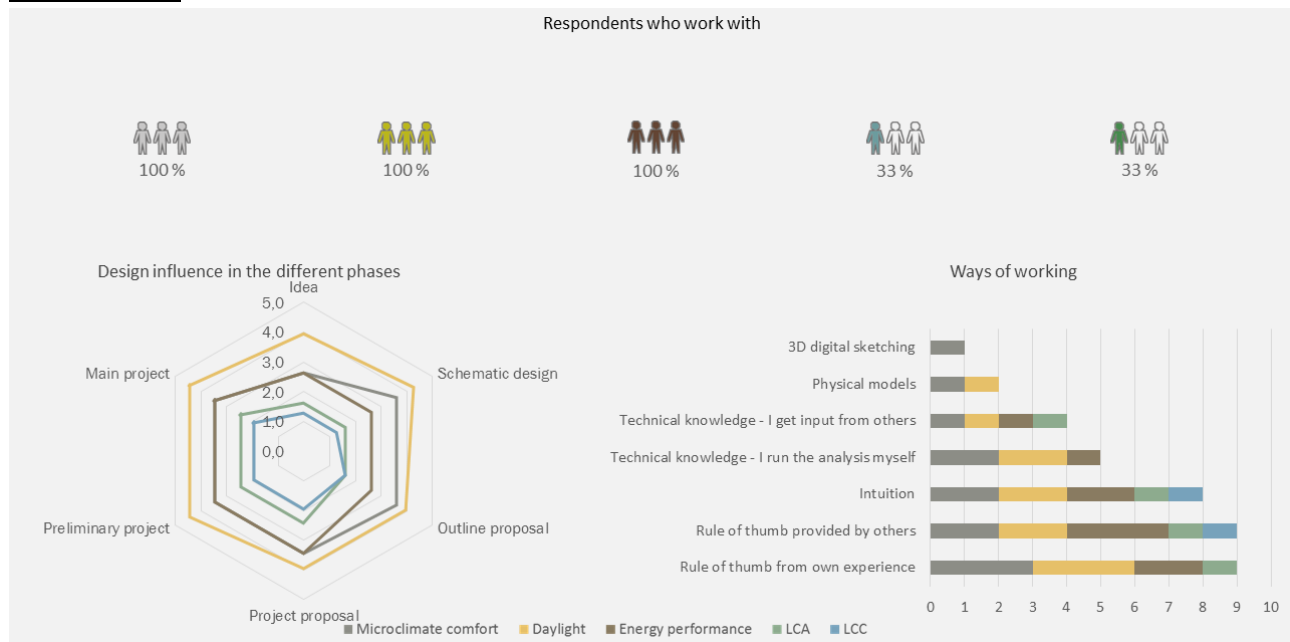 Respondents who work with
100 %
100 %
100 %
33 %
33 %
Design influence in the different phases
Idea
5,0
4,0
3,0
2,0
1,0
0,0
Main project
Schematic design
Preliminary project
Outline proposal
Project proposal
Ways of working
3D digital sketching
Physical models
Technical knowledge - I get input from others
Technical knowledge - I run the analysis myself
Intuition
Rule of thumb provided by others
Rule of thumb from own experience
0 1 2 3 4 5 6 7 8 9 10
Microclimate comfort Daylight Energy performance LCA LCC